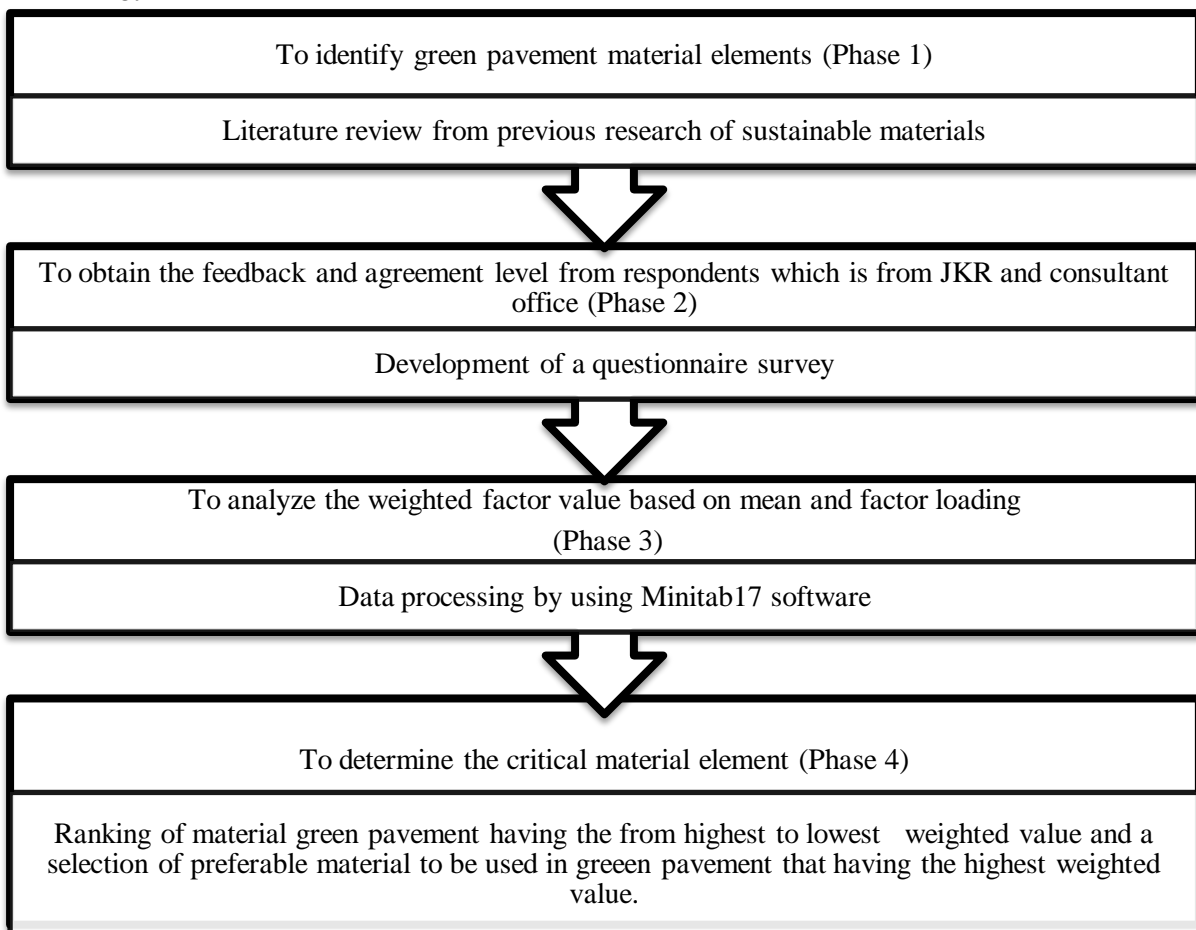 To identify green pavement material elements (Phase 1)
Literature review from previous research of sustainable materials
To obtain the feedback and agreement level from respondents which is from JKR and consultant
office (Phase 2)
Development of a questionnaire survey
To analyze the weighted factor value based on mean and factor loading
(Phase 3)
Data processing by using Minitab17 software
To determine the critical material element (Phase 4)
Ranking of material green pavement having the from highest to lowest weighted value and a
selection of preferable material to be used in greeen pavement that having the highest weighted
value.